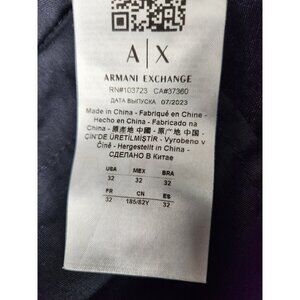 A|X
ARMANI EXCHANGE
RN#103723 CA#37360
ДАТА ВЫПУСКА 07/2023
Made in China - Fabriqué en Chine -
Hecho en China - Fabricado na
China - 原産地 中國 - 原产地 中国 -
ÇİN'DE ÜRETİLMİŞTİR - Vyrobeno v
Číně - Hergestellt in China -
СДЕЛАНО В Китае
USA MEX BRA
32 32 32
FR CN ES
32 185/82Y 32